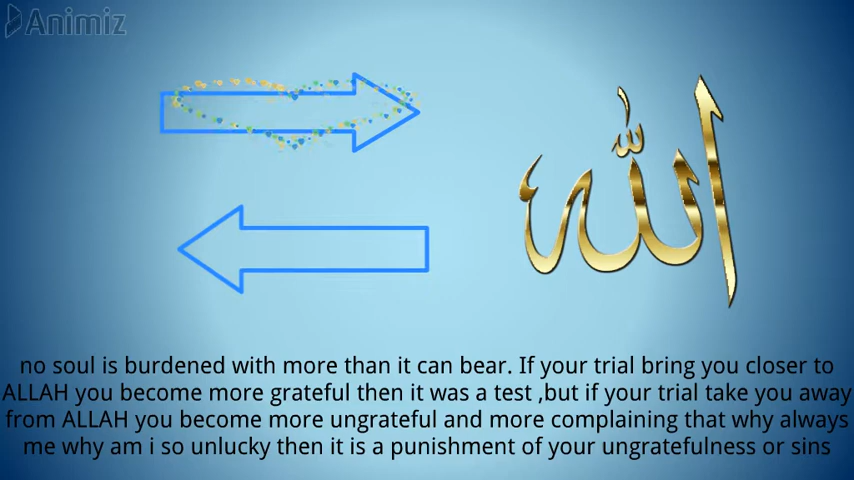 Animiz
الله
no soul is burdened with more than it can bear. If your trial bring you closer to
ALLAH you become more grateful then it was a test ,but if your trial take you away
from ALLAH you become more ungrateful and more complaining that why always
me why am i so unlucky then it is a punishment of your ungratefulness or sins